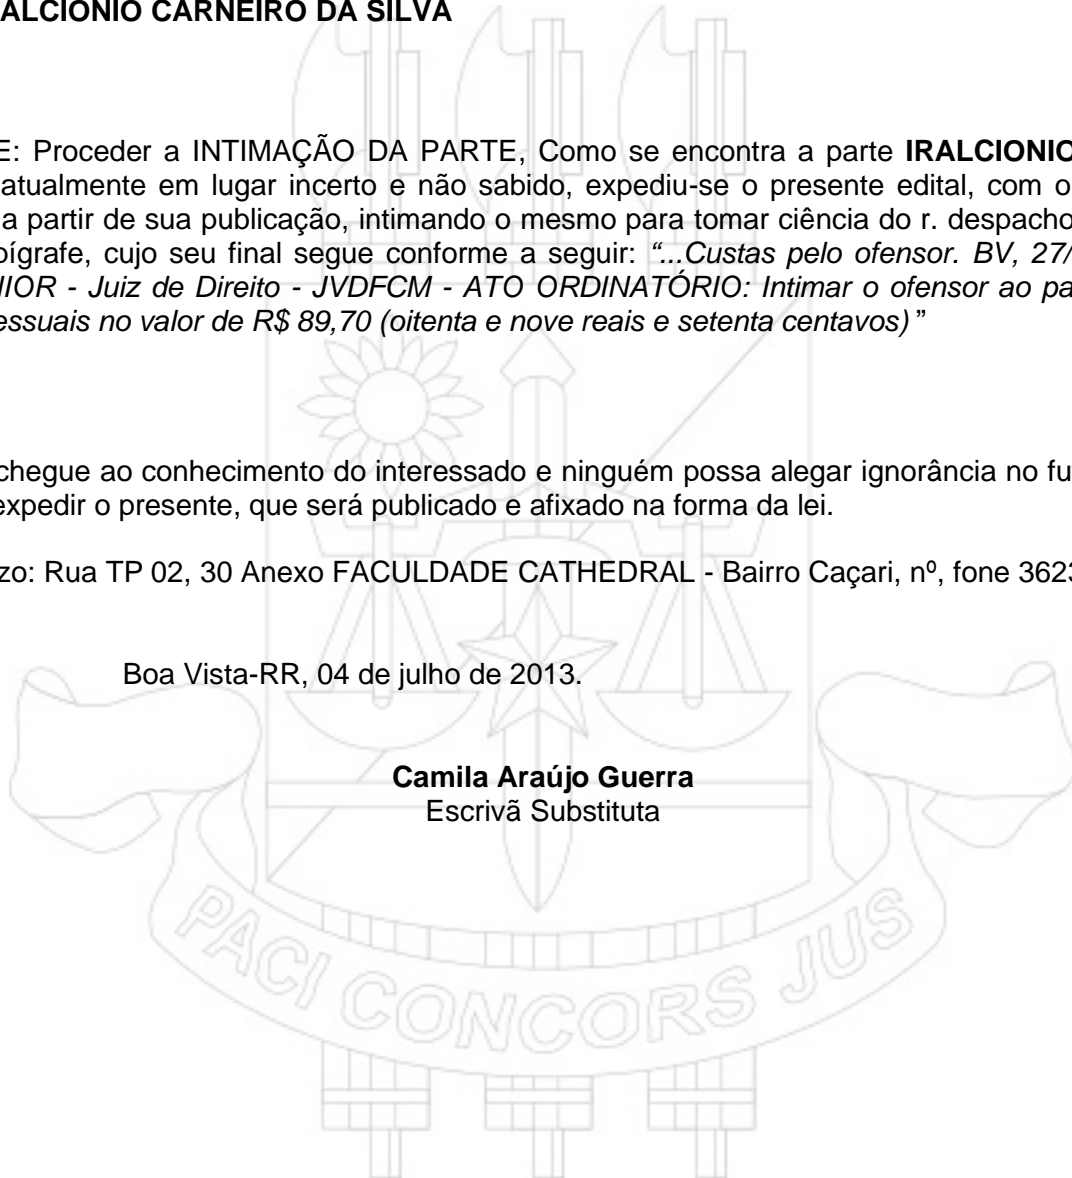 ALCIONIO CARNEIRO DA SILVA
E: Proceder a INTIMAÇÃO DA PARTE, Como se encontra a parte IRALCIONIO
atualmente em lugar incerto e não sabido, expediu-se o presente edital, com o
a partir de sua publicação, intimando o mesmo para tomar ciência do r. despacho
oígrafe, cujo seu final segue conforme a seguir: “...Custas pelo ofensor. BV, 27/
NIOR - Juiz de Direito - JVDFCM - ATO ORDINATÓRIO: Intimar o ofensor ao pa
essuais no valor de R$ 89,70 (oitenta e nove reais e setenta centavos) ”
chegue ao conhecimento do interessado e ninguém possa alegar ignorância no fu
expedir o presente, que será publicado e afixado na forma da lei.
zo: Rua TP 02, 30 Anexo FACULDADE CATHEDRAL - Bairro Caçari, nº, fone 3623
Boa Vista-RR, 04 de julho de 2013.
Camila Araújo Guerra
Escrivã Substituta
PACI CONCORS JUS